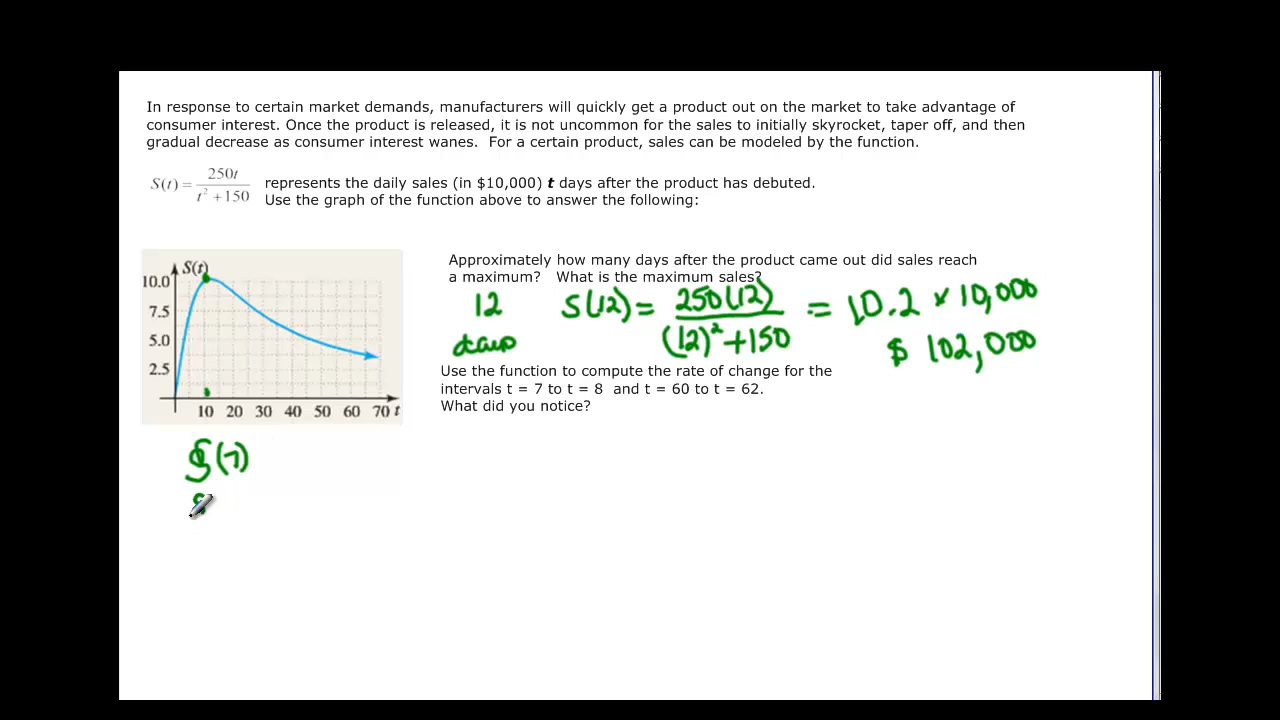 In response to certain market demands, manufacturers will quickly get a product out on the market to take advantage of
consumer interest. Once the product is released, it is not uncommon for the sales to initially skyrocket, taper off, and then
gradual decrease as consumer interest wanes. For a certain product, sales can be modeled by the function.
S(t) = 250t / (t² + 150) represents the daily sales (in $10,000) t days after the product has debuted.
Use the graph of the function above to answer the following:
Approximately how many days after the product came out did sales reach
a maximum? What is the maximum sales?
12 S(12) = 250(12) / ((12)² + 150) = 10.2 × 10,000
days $ 102,000
Use the function to compute the rate of change for the
intervals t = 7 to t = 8 and t = 60 to t = 62.
What did you notice?
S(t)
10.0
7.5
5.0
2.5
10 20 30 40 50 60 70 t
S(7)